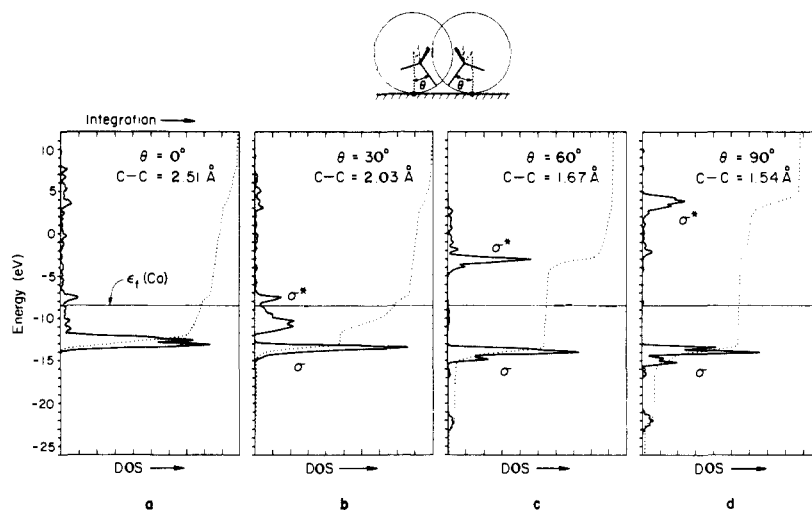 θ θ
Integration →
Energy (eV)
10
5
0
-5
-10
-15
-20
-25
θ = 0°
C-C = 2.51 Å
ϵf (Co)
DOS →
a
θ = 30°
C-C = 2.03 Å
σ*
σ
DOS →
b
θ = 60°
C-C = 1.67 Å
σ*
σ
DOS →
c
θ = 90°
C-C = 1.54 Å
σ*
σ
DOS →
d